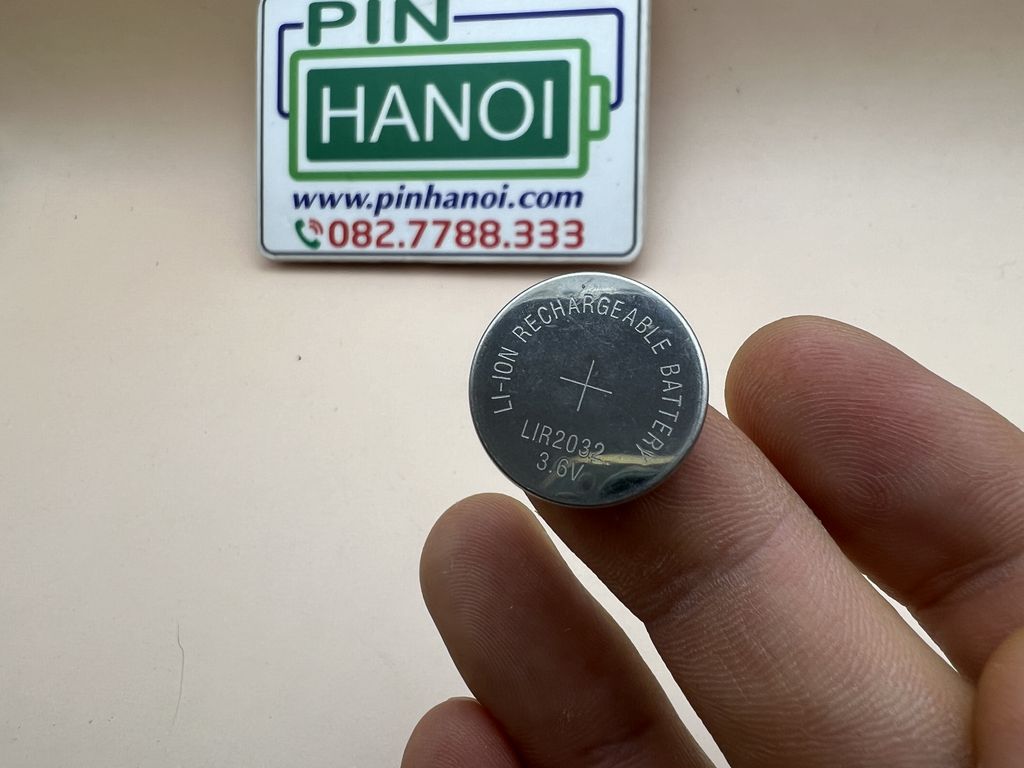 PIN
HANOI
www.pinhanoi.com
082.7788.333
LI-ION RECHARGEABLE BATTERY
LIR2032
3.6V